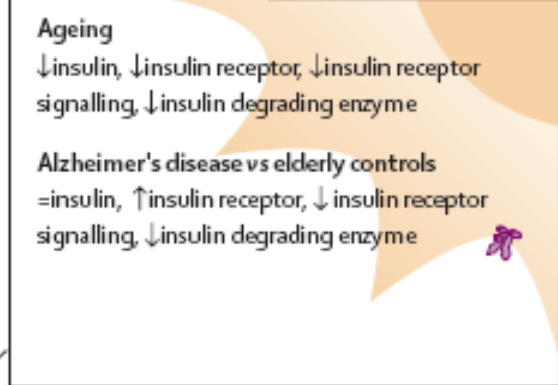 Ageing
↓insulin, ↓insulin receptor, ↓insulin receptor
signalling, ↓insulin degrading enzyme
Alzheimer's disease vs elderly controls
=insulin, ↑insulin receptor, ↓ insulin receptor
signalling, ↓insulin degrading enzyme